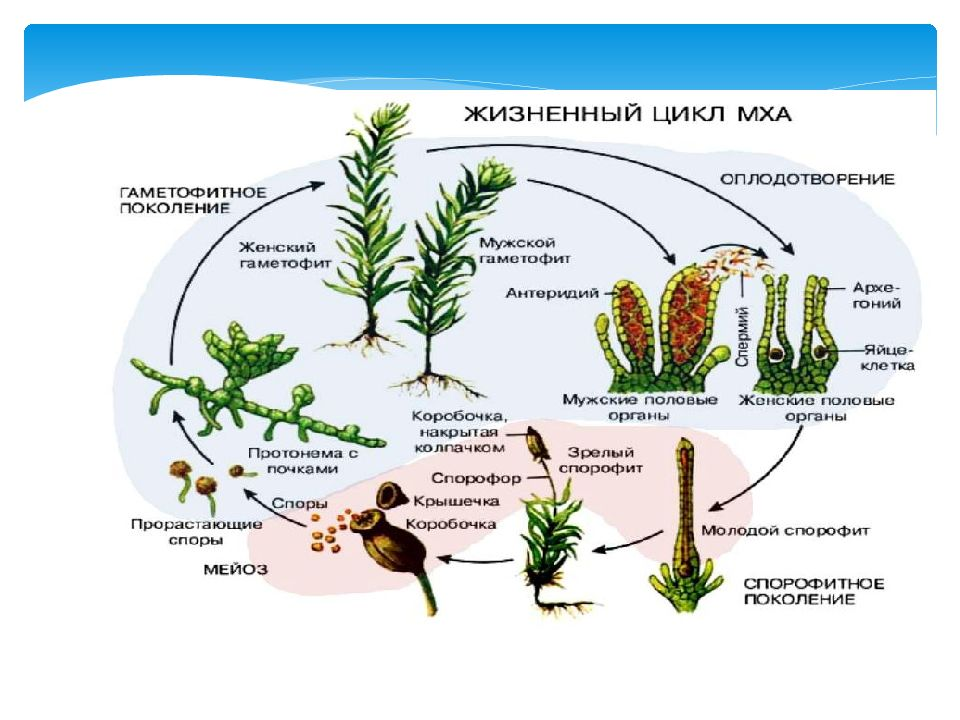 ЖИЗНЕННЫЙ ЦИКЛ МХА
ГАМЕТОФИТНОЕ
ПОКОЛЕНИЕ
ОПЛОДОТВОРЕНИЕ
Женский
гаметофит
Мужской
гаметофит
Антеридий
Спермий
Архе-
гоний
Яйце-
клетка
Мужские половые
органы
Женские половые
органы
Коробочка,
накрытая
колпачком
Зрелый
спорофит
Спорофор
Протонема с
почками
Споры
Крышечка
Коробочка
Прорастающие
споры
Молодой спорофит
МЕЙОЗ
СПОРОФИТНОЕ
ПОКОЛЕНИЕ